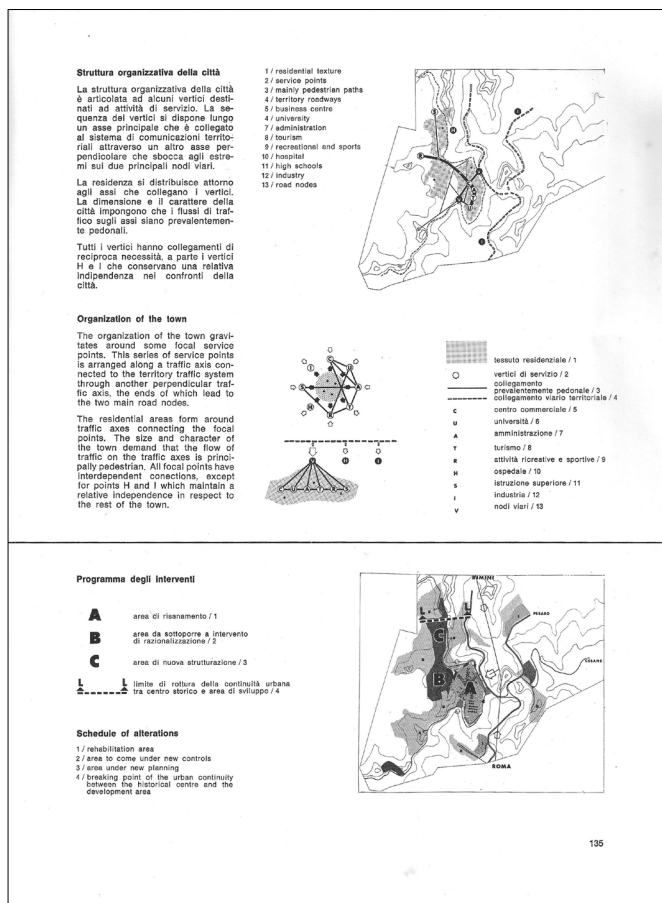 Struttura organizzativa della città
La struttura organizzativa della città
è articolata ad alcuni vertici desti-
nati ad attività di servizio. La se-
quenza dei vertici si dispone lungo
un asse principale che è collegato
al sistema di comunicazioni territo-
riali attraverso un altro asse per-
pendicolare che sbocca agli estre-
mi sui due principali nodi viari.
La residenza si distribuisce attorno
agli assi che collegano i vertici.
La dimensione e il carattere della
città impongono che i flussi di traf-
fico sugli assi siano prevalentemen-
te pedonali.
Tutti i vertici hanno collegamenti di
reciproca necessità, a parte i vertici
H e I che conservano una relativa
indipendenza nei confronti della
città.
1 / residential texture
2 / service points
3 / mainly pedestrian paths
4 / territory roadways
5 / business centre
4 / university
7 / administration
8 / tourism
9 / recreational and sports
10 / hospital
11 / high schools
12 / industry
13 / road nodes
Organization of the town
The organization of the town gravi-
tates around some focal service
points. This series of service points
is arranged along a traffic axis con-
nected to the territory traffic system
through another perpendicular traf-
fic axis, the ends of which lead to
the two main road nodes.
The residential areas form around
traffic axes connecting the focal
points. The size and character of
the town demand that the flow of
traffic on the traffic axes is princi-
pally pedestrian. All focal points have
interdependent conections, except
for points H and I which maintain a
relative independence in respect to
the rest of the town.
C U A T R S
V H I
tessuto residenziale / 1
vertici di servizio / 2
collegamento
prevalentemente pedonale / 3
collegamento viario territoriale / 4
C centro commerciale / 5
U università / 6
A amministrazione / 7
T turismo / 8
R attività ricreative e sportive / 9
H ospedale / 10
S istruzione superiore / 11
I industria / 12
V nodi viari / 13
Programma degli interventi
A area di risanamento / 1
B area da sottoporre a intervento
di razionalizzazione / 2
C area di nuova strutturazione / 3
L L limite di rottura della continuità urbana
tra centro storico e area di sviluppo / 4
Schedule of alterations
1 / rehabilitation area
2 / area to come under new controls
3 / area under new planning
4 / breaking point of the urban continuity
between the historical centre and the
development area
RIMINI
L L
PESARO
C
CESANE
B
A
ROMA
135